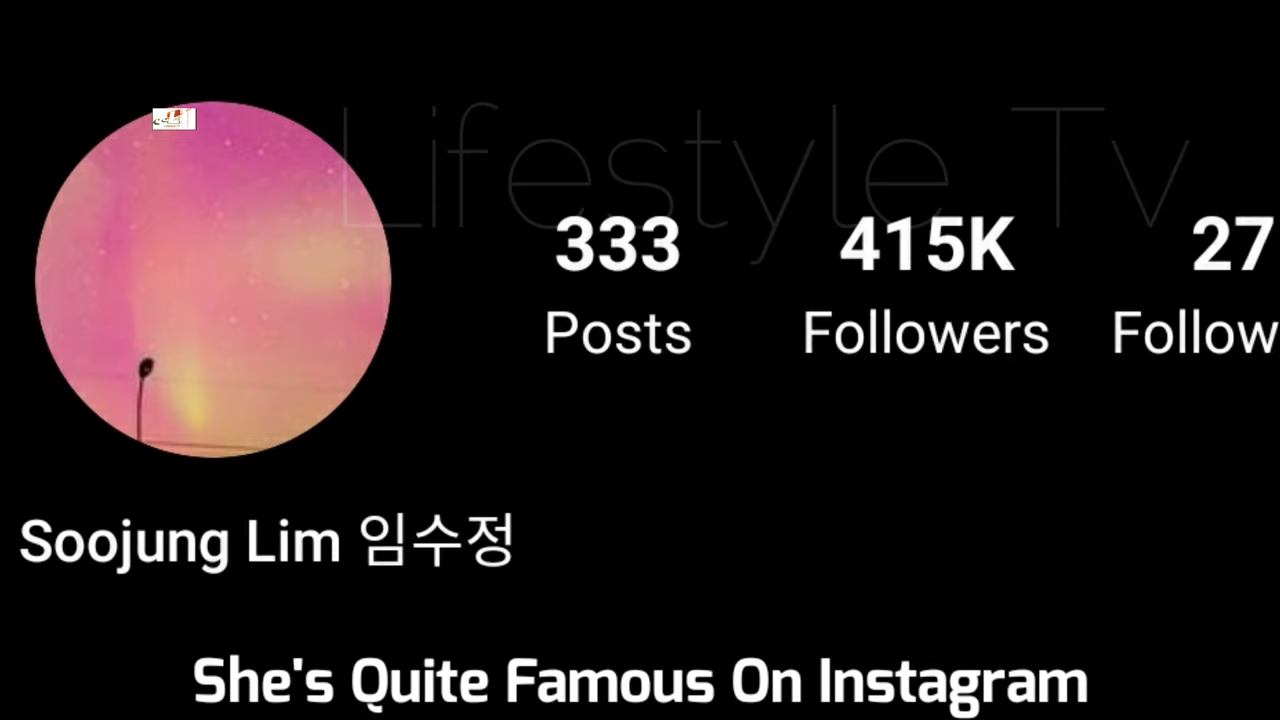 Lifestyle Tv
333 415K 27
Posts Followers Follow
Soojung Lim 임수정
She's Quite Famous On Instagram